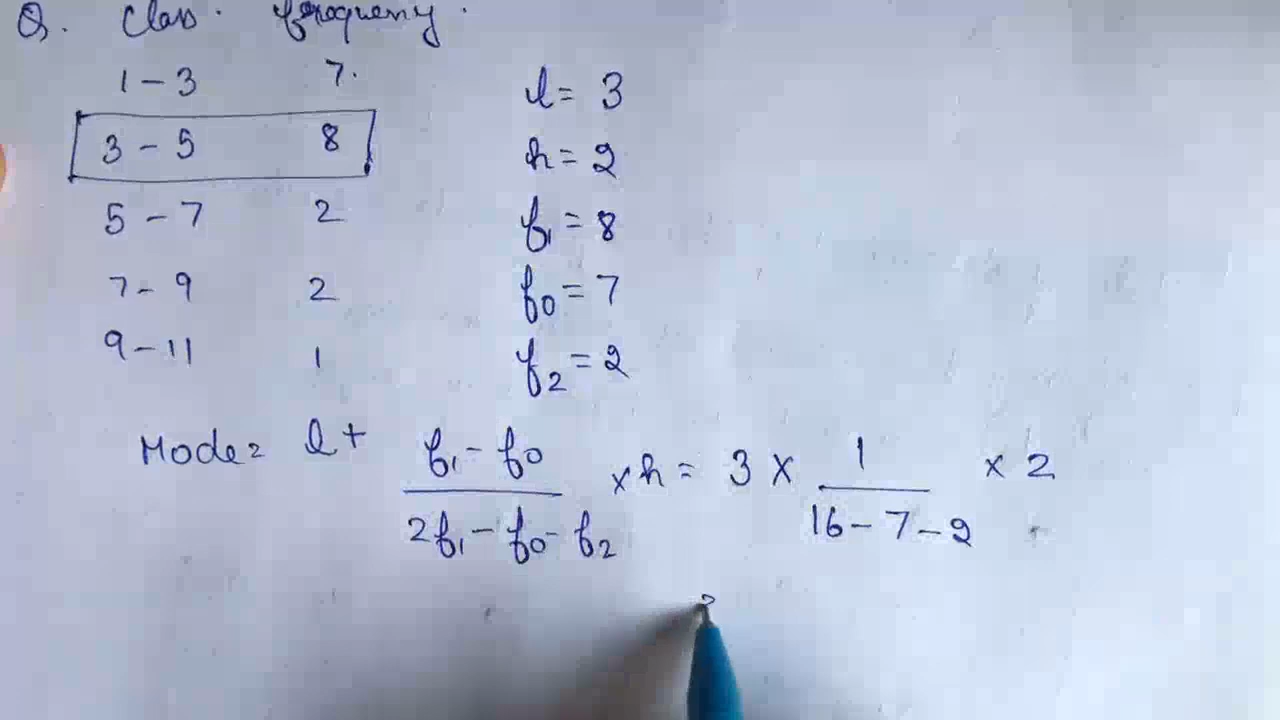 Q. Class. frequeny.
1-3 7.
3-5 8
5-7 2
7-9 2
9-11 1
l= 3
h= 2
f₁= 8
f₀= 7
f₂= 2
Mode= l+ f₁-f₀ / 2f₁-f₀-f₂ ×h= 3 × 1 / 16-7-2 × 2